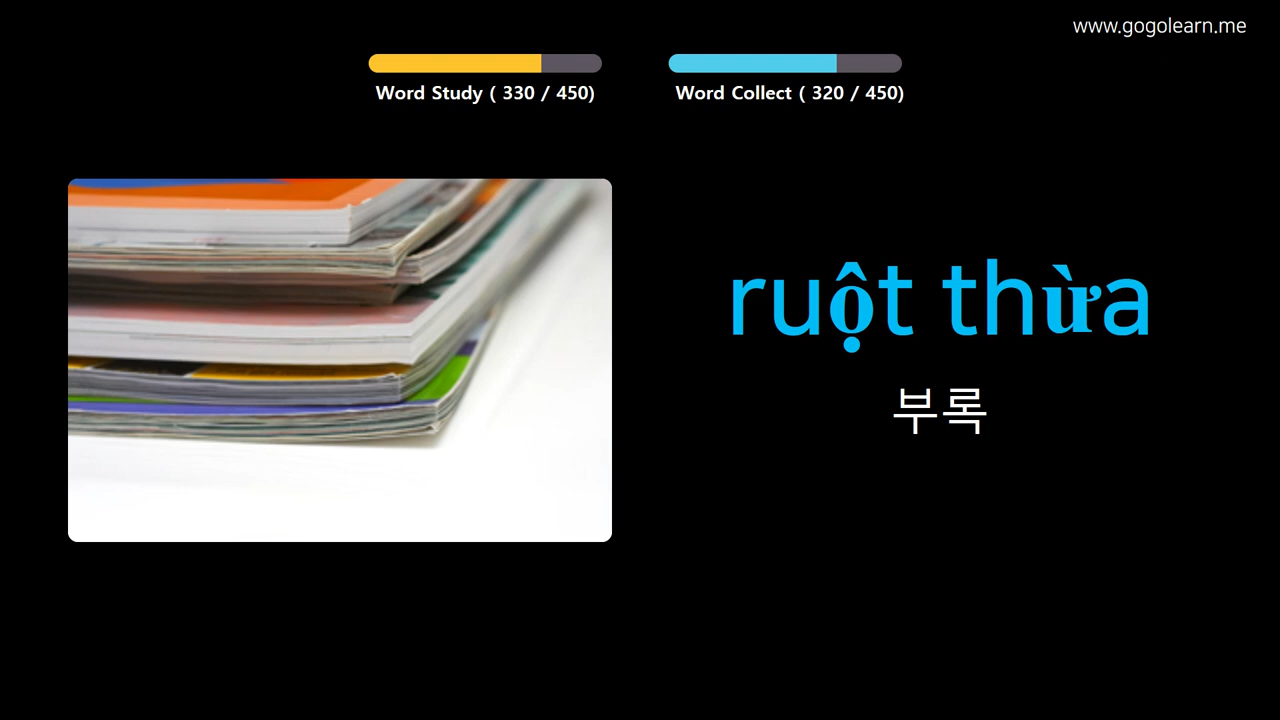 www.gogolearn.me
Word Study ( 330 / 450)
Word Collect ( 320 / 450)
ruột thừa
부록